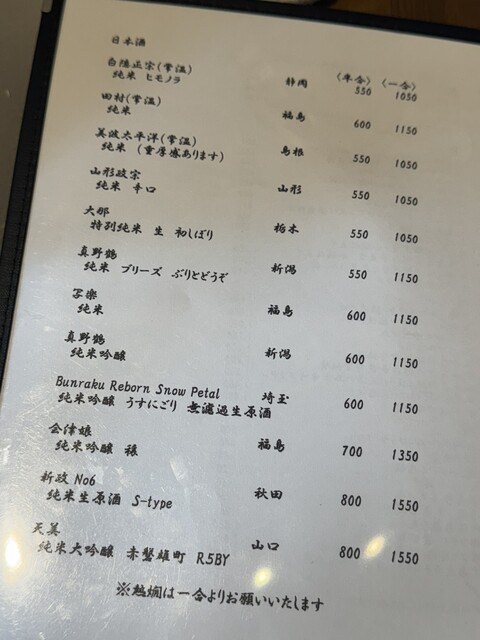 日本酒
〈半合〉 〈一合〉
白隠正宗(常温) 静岡 550 1050
純米 ヒモノラ
田村(常温) 福島 600 1150
純米
美波太平洋(常温) 島根 550 1050
純米 (重厚感あります)
山形政宗 山形 550 1050
純米 辛口
大那 栃木 550 1050
特別純米 生 初しぼり
真野鶴 新潟 550 1150
純米 ブリーズ ぶりとどうぞ
写楽 福島 600 1150
純米
真野鶴 新潟 600 1150
純米吟醸
Bunraku Reborn Snow Petal 埼玉 600 1150
純米吟醸 うすにごり 無濾過生原酒
会津娘 福島 700 1350
純米吟醸 穣
新政 No6 秋田 800 1550
純米生原酒 S-type
天美 山口 800 1550
純米大吟醸 赤磐雄町 R.5BY
※熱燗は一合よりお願いいたします